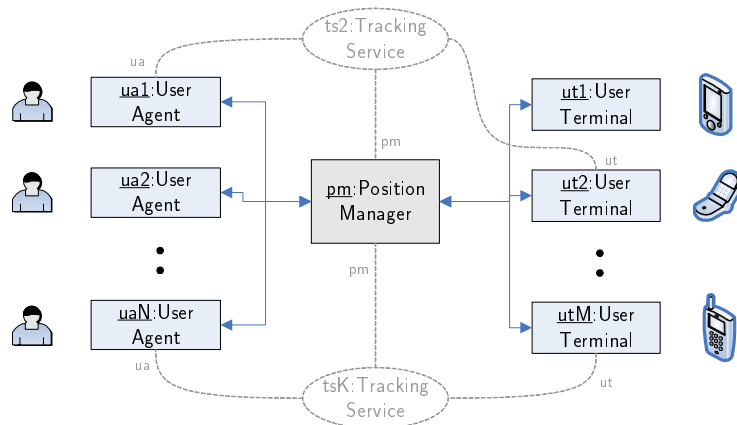 ts2:Tracking
Service
ua
ua1:User
Agent
ut1:User
Terminal
pm
ut
ua2:User
Agent
pm:Position
Manager
ut2:User
Terminal
pm
uaN:User
Agent
utM:User
Terminal
ua
ut
tsK:Tracking
Service